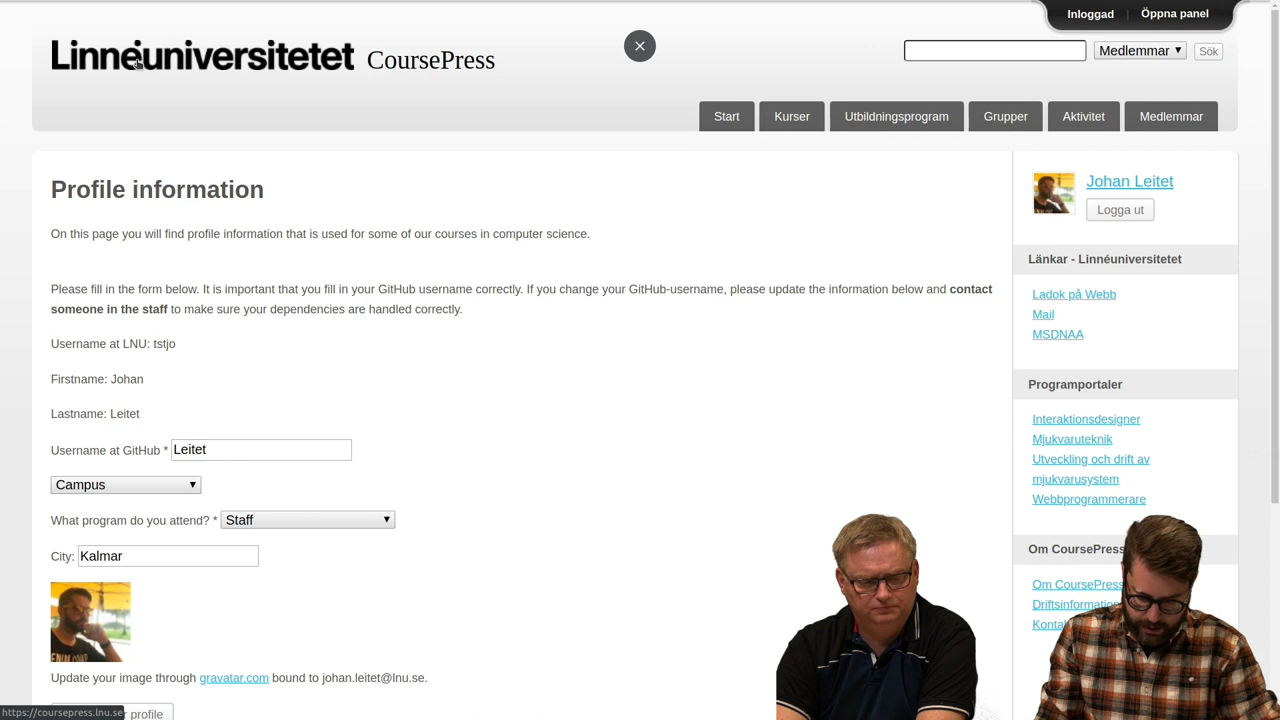 Inloggad | Öppna panel
Linnéuniversitetet CoursePress
Medlemmar
Sök
Start Kurser Utbildningsprogram Grupper Aktivitet Medlemmar
Profile information
On this page you will find profile information that is used for some of our courses in computer science.
Please fill in the form below. It is important that you fill in your GitHub username correctly. If you change your GitHub-username, please update the information below and contact
someone in the staff to make sure your dependencies are handled correctly.
Username at LNU: tstjo
Firstname: Johan
Lastname: Leitet
Username at GitHub * Leitet
Campus
What program do you attend? * Staff
City: Kalmar
Update your image through gravatar.com bound to johan.leitet@lnu.se.
profile
https://coursepress.lnu.se
Johan Leitet
Logga ut
Länkar - Linnéuniversitetet
Ladok på Webb
Mail
MSDNAA
Programportaler
Interaktionsdesigner
Mjukvaruteknik
Utveckling och drift av
mjukvarusystem
Webbprogrammerare
Om CoursePress
Om CoursePress
Driftsinformation